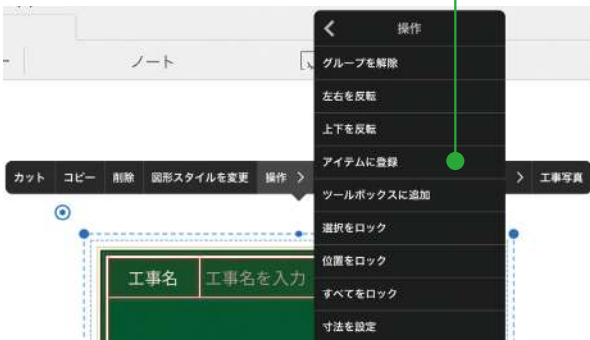 ノート
操作
グループを解除
左右を反転
上下を反転
アイテムに登録
ツールボックスに追加
選択をロック
位置をロック
すべてをロック
寸法を設定
カット コピー 削除 図形スタイルを変更 操作 > > 工事写真
工事名 工事名を入力